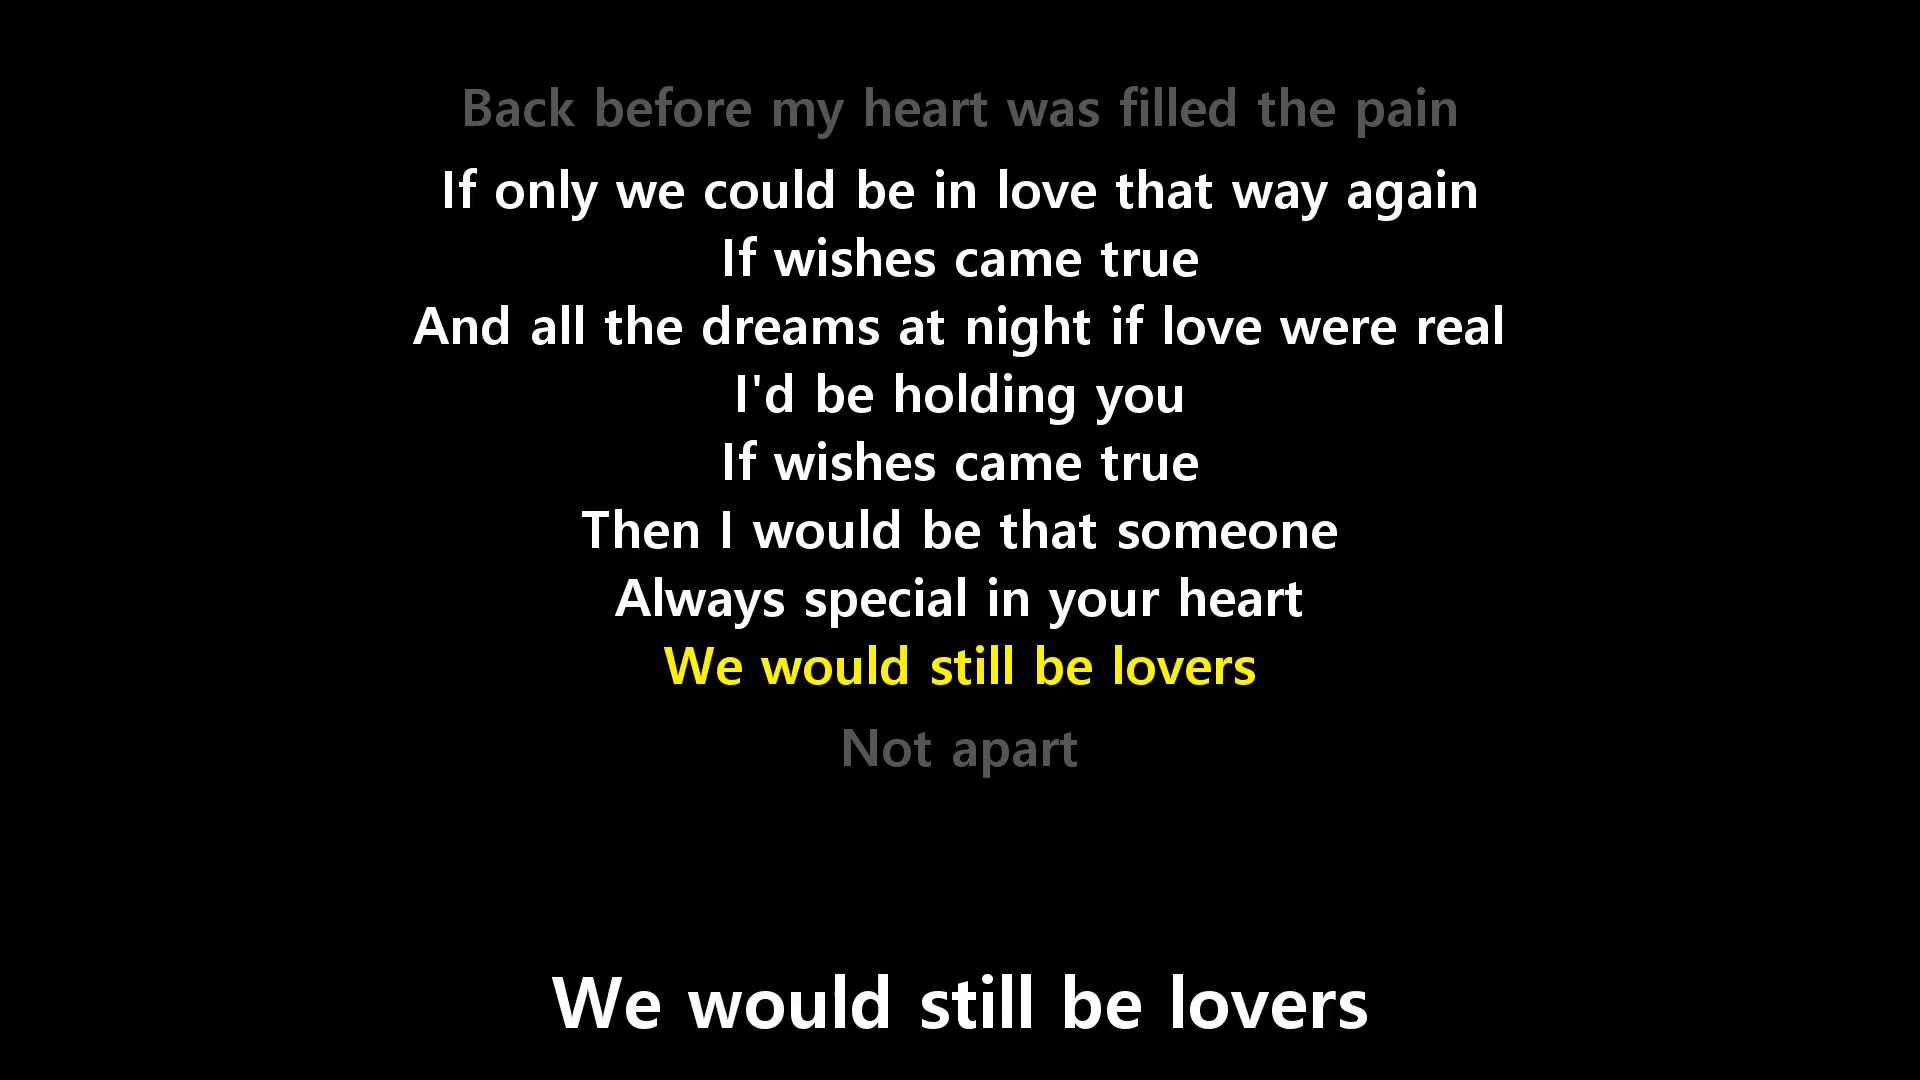 Back before my heart was filled the pain
If only we could be in love that way again
If wishes came true
And all the dreams at night if love were real
I'd be holding you
If wishes came true
Then I would be that someone
Always special in your heart
We would still be lovers
Not apart
We would still be lovers